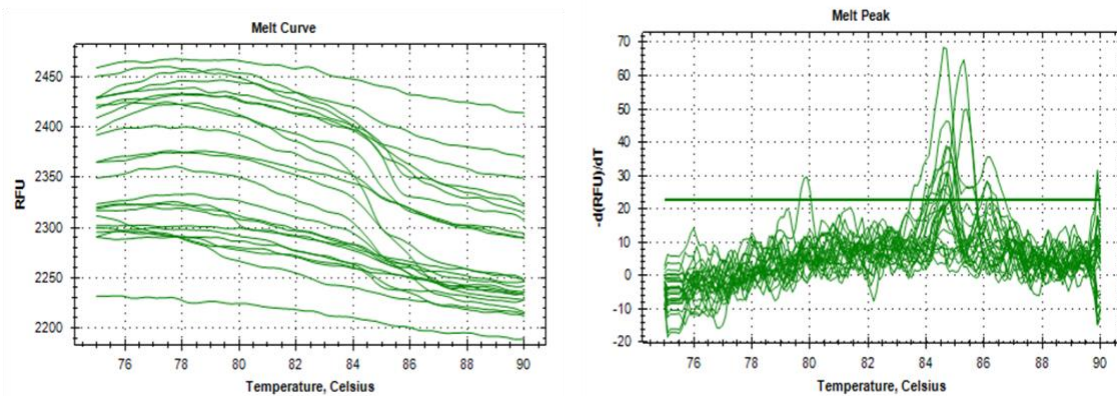 Melt Curve
RFU
2450
2400
2350
2300
2250
2200
76 78 80 82 84 86 88 90
Temperature, Celsius
Melt Peak
-d(RFU)/dT
70
60
50
40
30
20
10
0
-10
-20
76 78 80 82 84 86 88 90
Temperature, Celsius